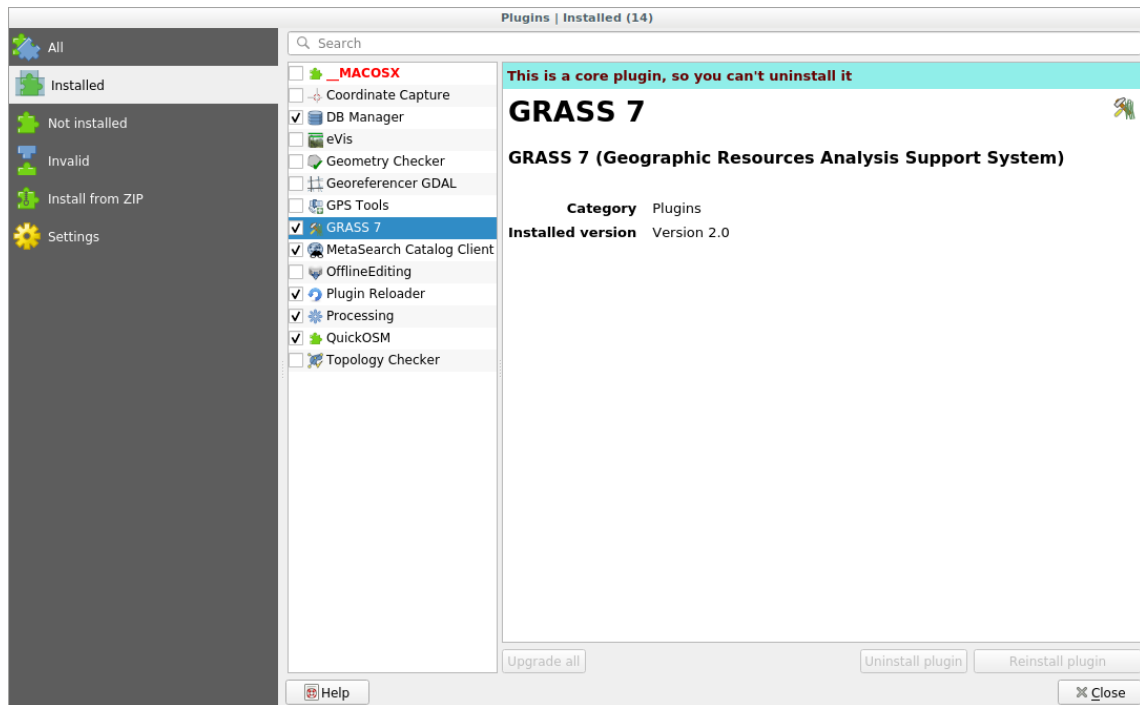 Plugins | Installed (14)
All
Installed
Not installed
Invalid
Install from ZIP
Settings
Search
__MACOSX
Coordinate Capture
DB Manager
eVis
Geometry Checker
Georeferencer GDAL
GPS Tools
GRASS 7
MetaSearch Catalog Client
OfflineEditing
Plugin Reloader
Processing
QuickOSM
Topology Checker
This is a core plugin, so you can't uninstall it
GRASS 7
GRASS 7 (Geographic Resources Analysis Support System)
Category Plugins
Installed version Version 2.0
Upgrade all Uninstall plugin Reinstall plugin
Help Close